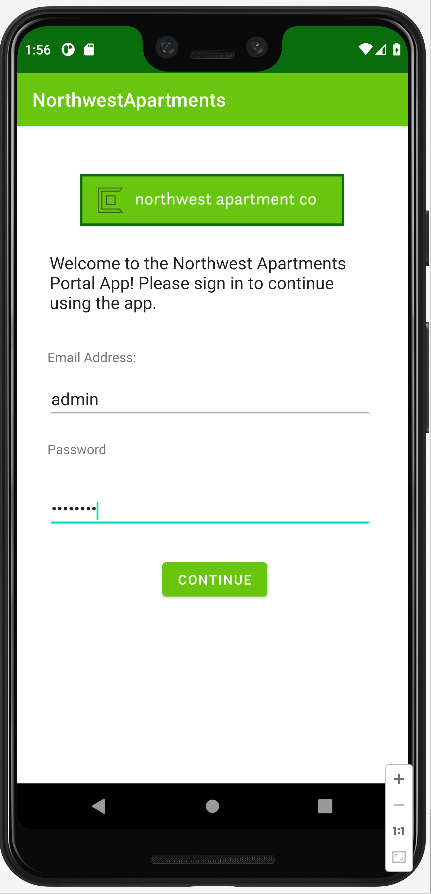 1:56
NorthwestApartments
northwest apartment co
Welcome to the Northwest Apartments
Portal App! Please sign in to continue
using the app.
Email Address:
admin
Password
••••••••
CONTINUE
1:1